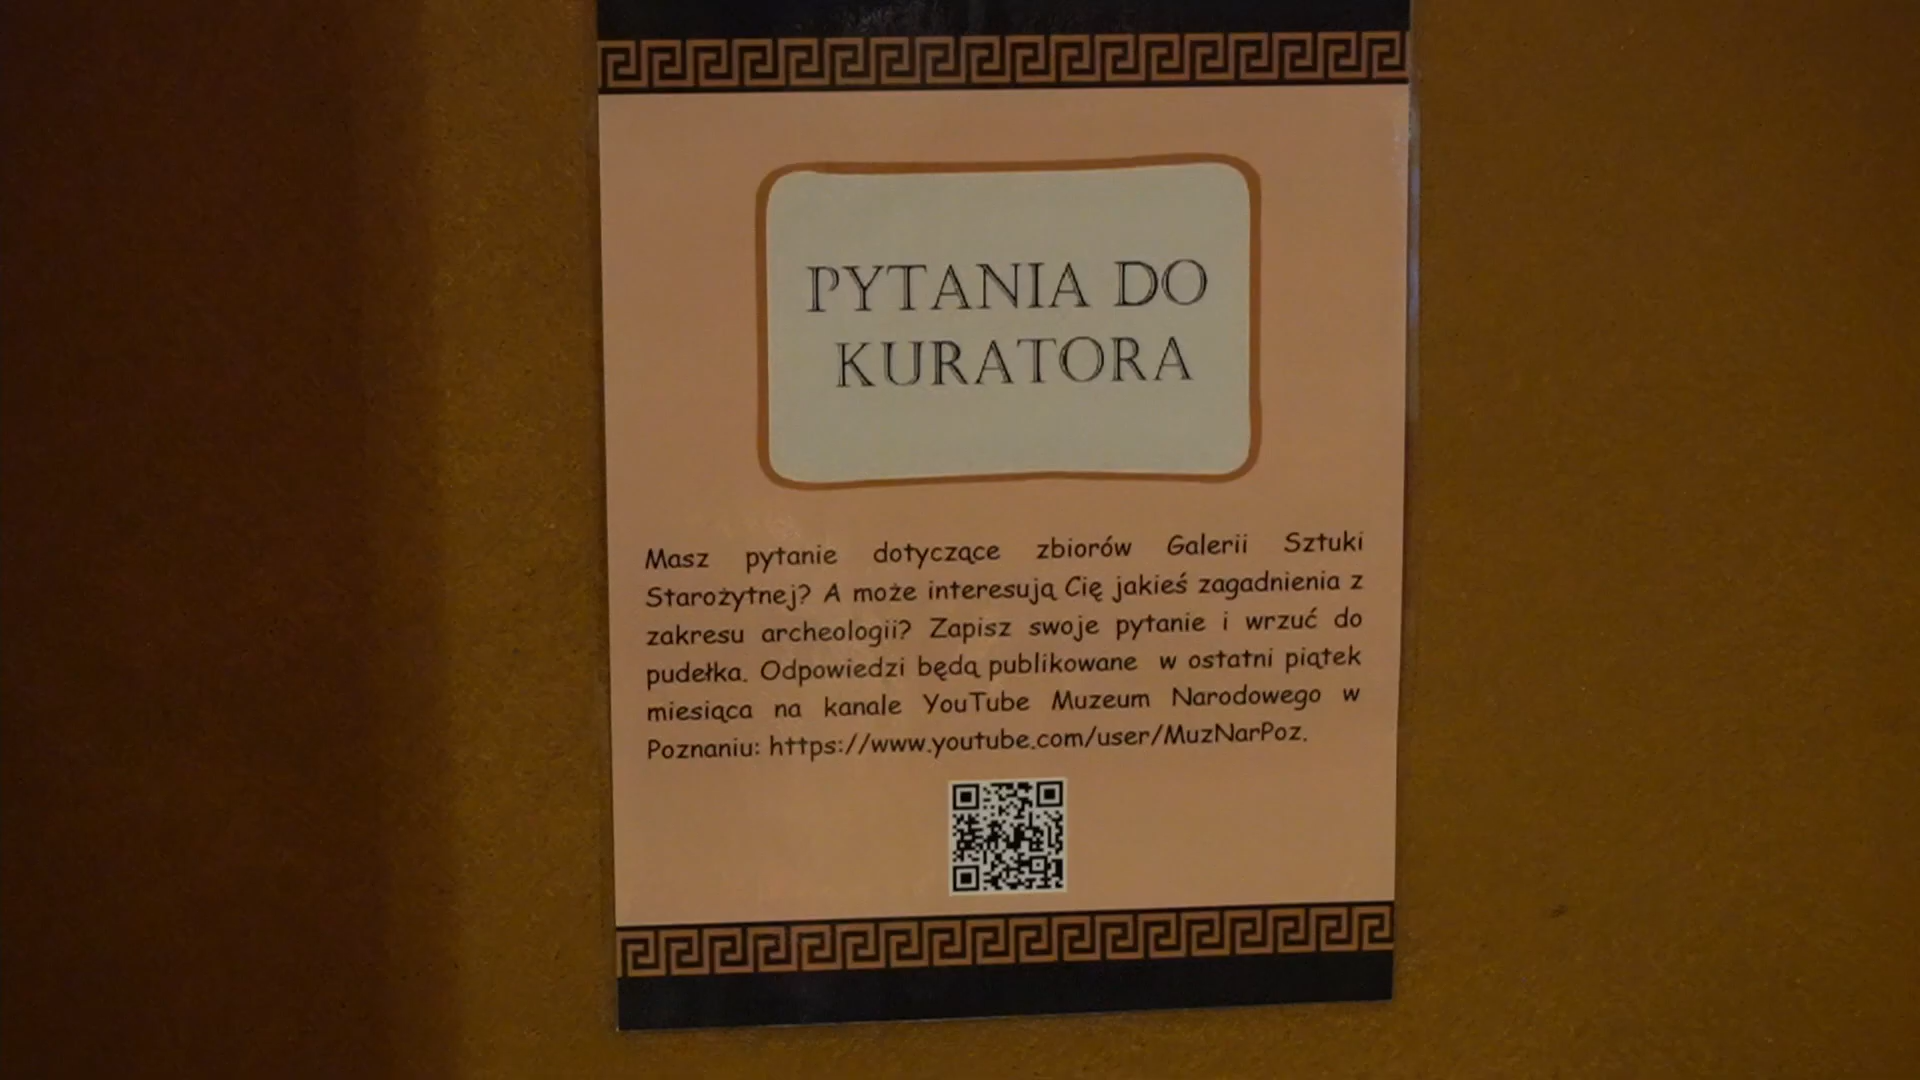 PYTANIA DO
KURATORA
Masz pytanie dotyczące zbiorów Galerii Sztuki
Starożytnej? A może interesują Cię jakieś zagadnienia z
zakresu archeologii? Zapisz swoje pytanie i wrzuć do
pudełka. Odpowiedzi będą publikowane w ostatni piątek
miesiąca na kanale YouTube Muzeum Narodowego w
Poznaniu: https://www.youtube.com/user/MuzNarPoz.